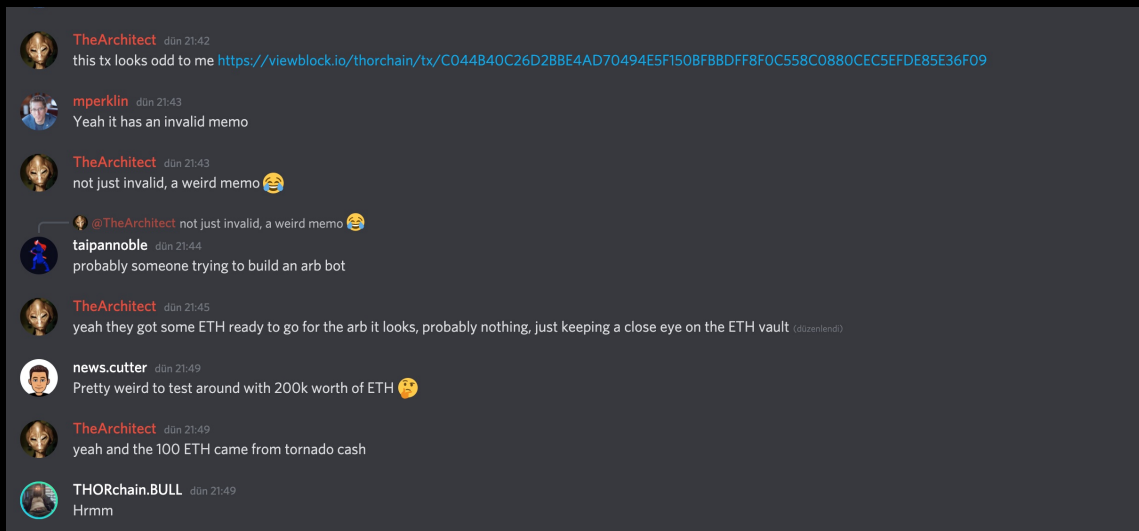 TheArchitect dün 21:42
this tx looks odd to me https://viewblock.io/thorchain/tx/C044B40C26D2BBE4AD70494E5F150BFBBDFF8F0C558C0880CEC5EFDE85E36F09
mperklin dün 21:43
Yeah it has an invalid memo
TheArchitect dün 21:43
not just invalid, a weird memo 😂
@TheArchitect not just invalid, a weird memo 😂
taipannoble dün 21:44
probably someone trying to build an arb bot
TheArchitect dün 21:45
yeah they got some ETH ready to go for the arb it looks, probably nothing, just keeping a close eye on the ETH vault (düzenlendi)
news.cutter dün 21:49
Pretty weird to test around with 200k worth of ETH 🤔
TheArchitect dün 21:49
yeah and the 100 ETH came from tornado cash
THORchain.BULL dün 21:49
Hrmm